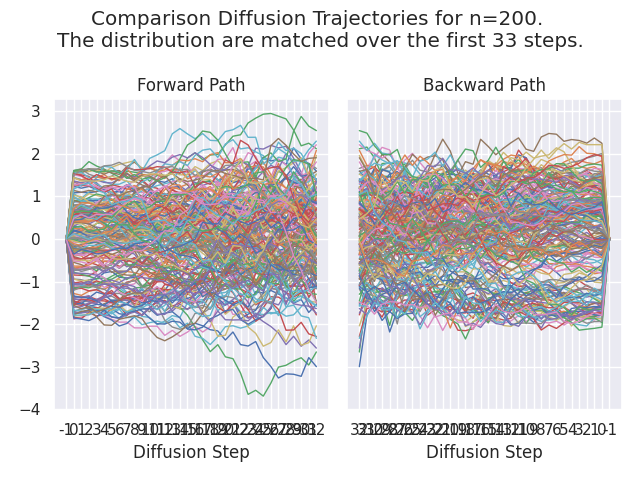 Comparison Diffusion Trajectories for n=200.
The distribution are matched over the first 33 steps.
Forward Path
Backward Path
3
2
1
0
−1
−2
−3
−4
Diffusion Step
Diffusion Step